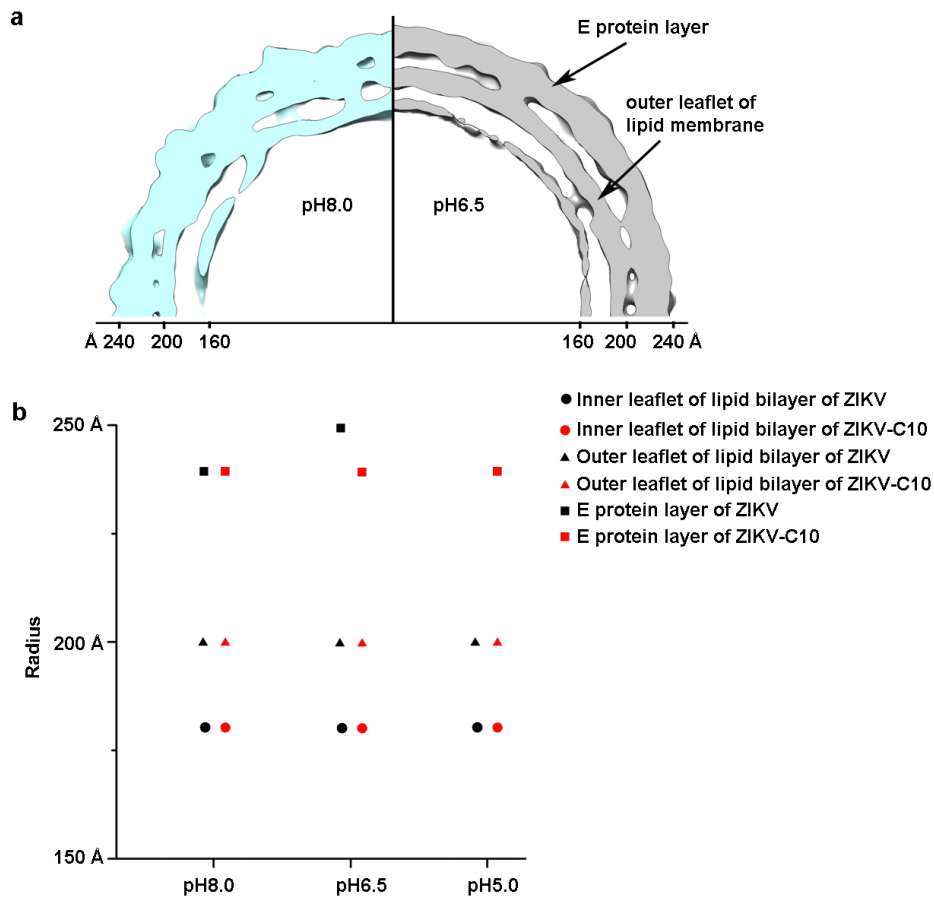 a
E protein layer
outer leaflet of
lipid membrane
pH8.0
pH6.5
Å 240 200 160
160 200 240 Å
b
Inner leaflet of lipid bilayer of ZIKV
Inner leaflet of lipid bilayer of ZIKV-C10
Outer leaflet of lipid bilayer of ZIKV
Outer leaflet of lipid bilayer of ZIKV-C10
E protein layer of ZIKV
E protein layer of ZIKV-C10
250 Å
200 Å
150 Å
Radius
pH8.0
pH6.5
pH5.0